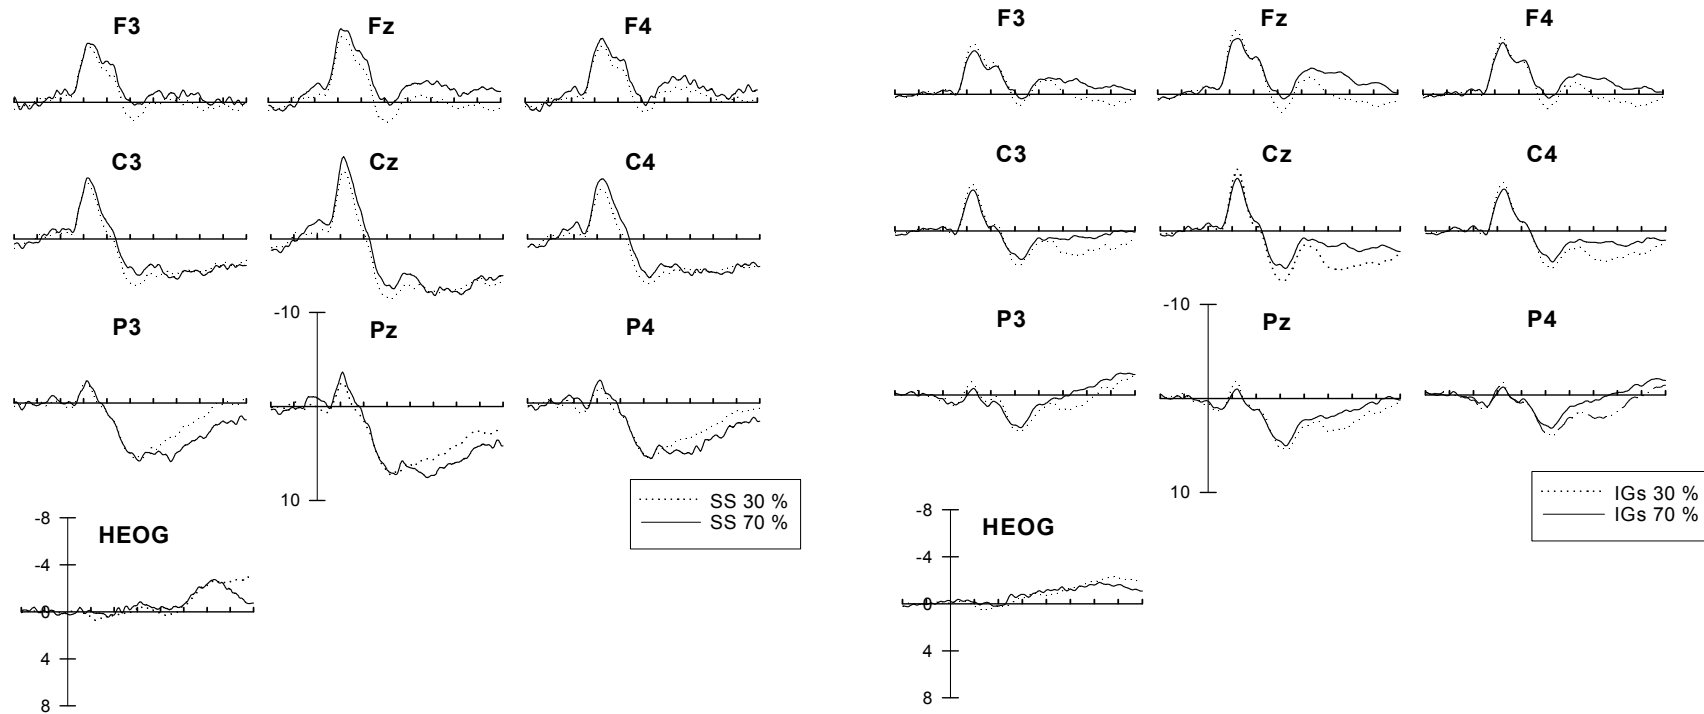 F3 Fz F4
C3 Cz C4
-10
P3 Pz P4
10
SS 30 %
SS 70 %
-8
HEOG
-4
0
4
8
F3 Fz F4
C3 Cz C4
-10
P3 Pz P4
10
IGs 30 %
IGs 70 %
-8
HEOG
-4
0
4
8